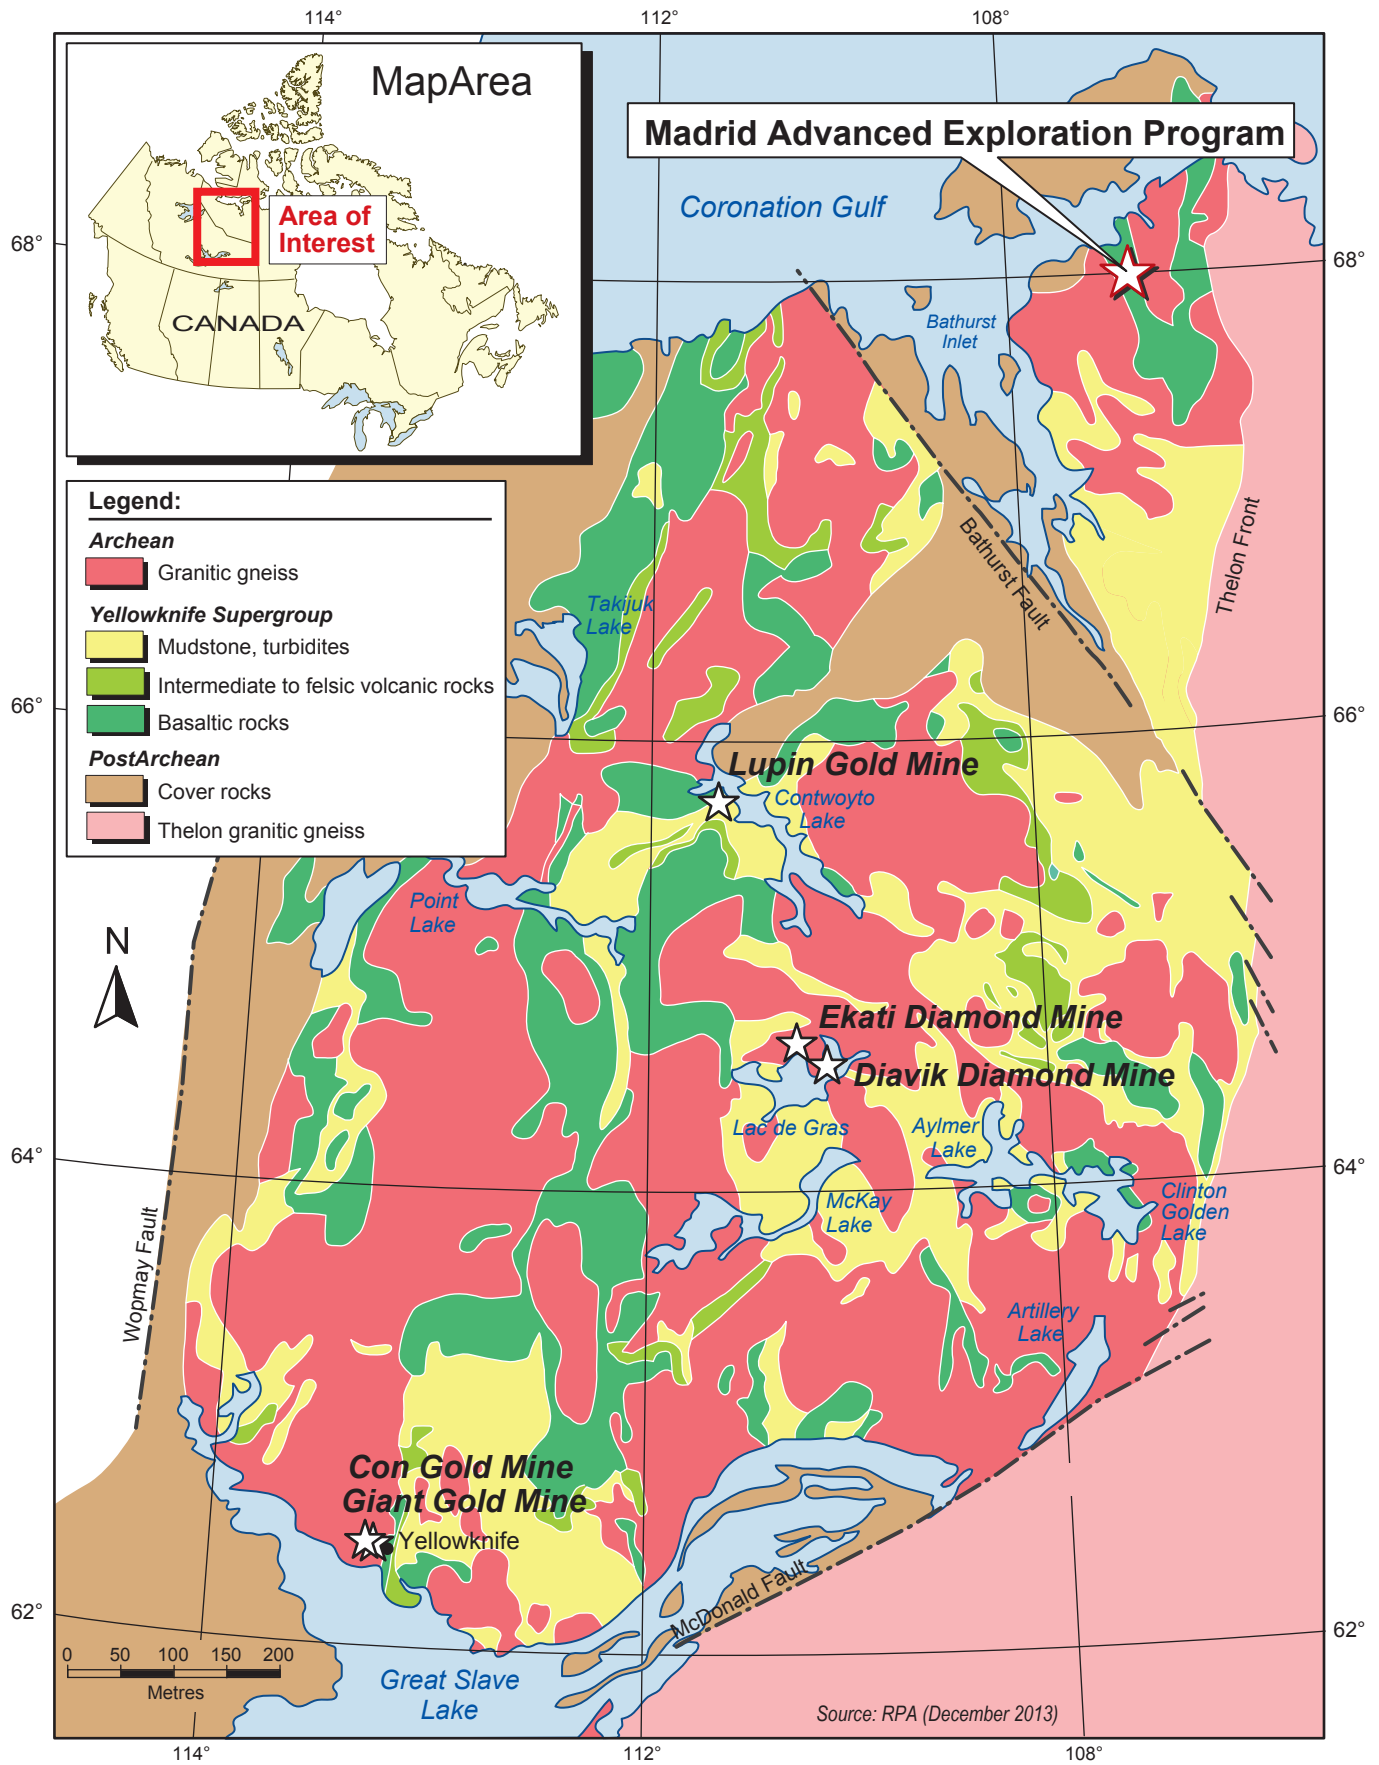 114°
112°
108°
MapArea
Area of
Interest
CANADA
Madrid Advanced Exploration Program
Coronation Gulf
68°
68°
Bathurst
Inlet
Legend:
Archean
Granitic gneiss
Yellowknife Supergroup
Mudstone, turbidites
Intermediate to felsic volcanic rocks
Basaltic rocks
PostArchean
Cover rocks
Thelon granitic gneiss
Bathurst Fault
Thelon Front
Takijuk
Lake
66°
66°
Lupin Gold Mine
Contwoyto
Lake
Point
Lake
N
Ekati Diamond Mine
Diavik Diamond Mine
Lac de Gras
Aylmer
Lake
64°
64°
McKay
Lake
Clinton
Golden
Lake
Wopmay Fault
Artillery
Lake
Con Gold Mine
Giant Gold Mine
Yellowknife
McDonald Fault
62°
62°
0 50 100 150 200
Metres
Great Slave
Lake
Source: RPA (December 2013)
114°
112°
108°